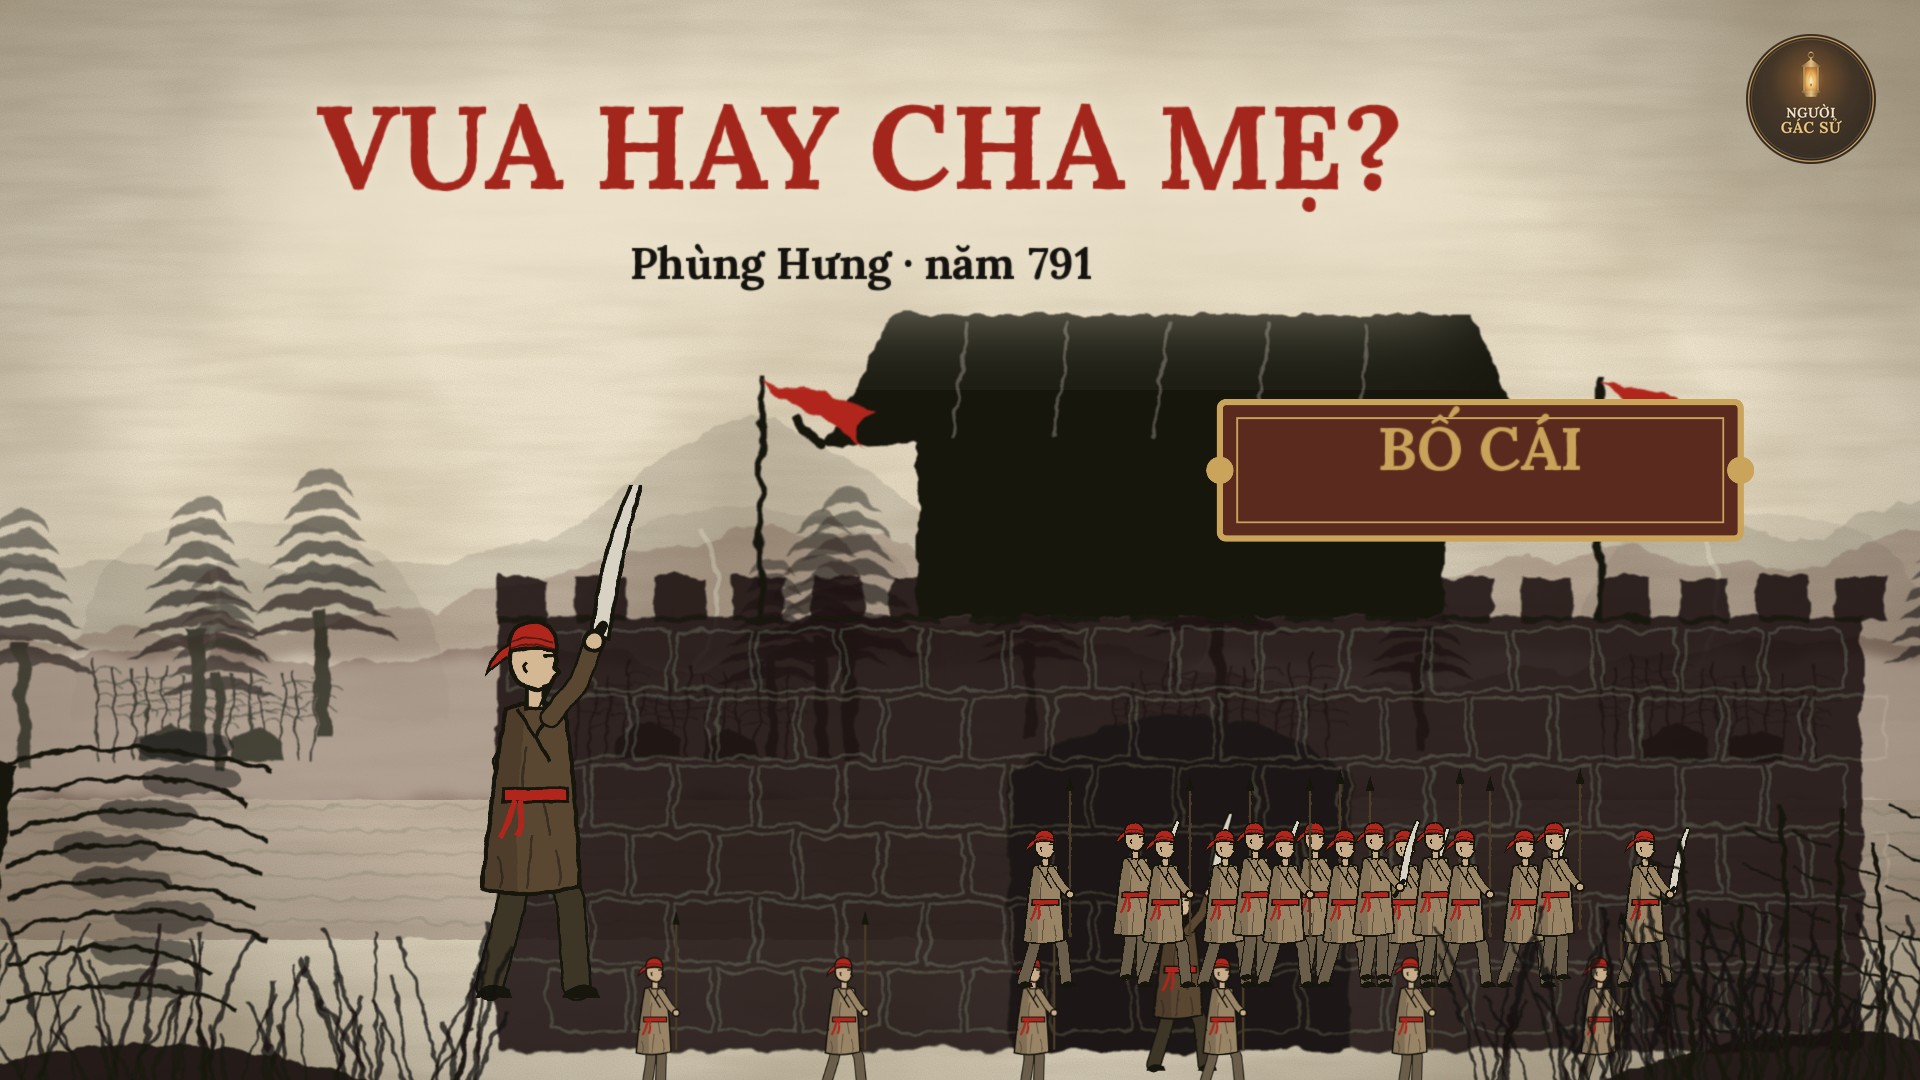 VUA HAY CHA MẸ?
Phùng Hưng · năm 791
NGƯỜI
GÁC SỬ
BỐ CÁI